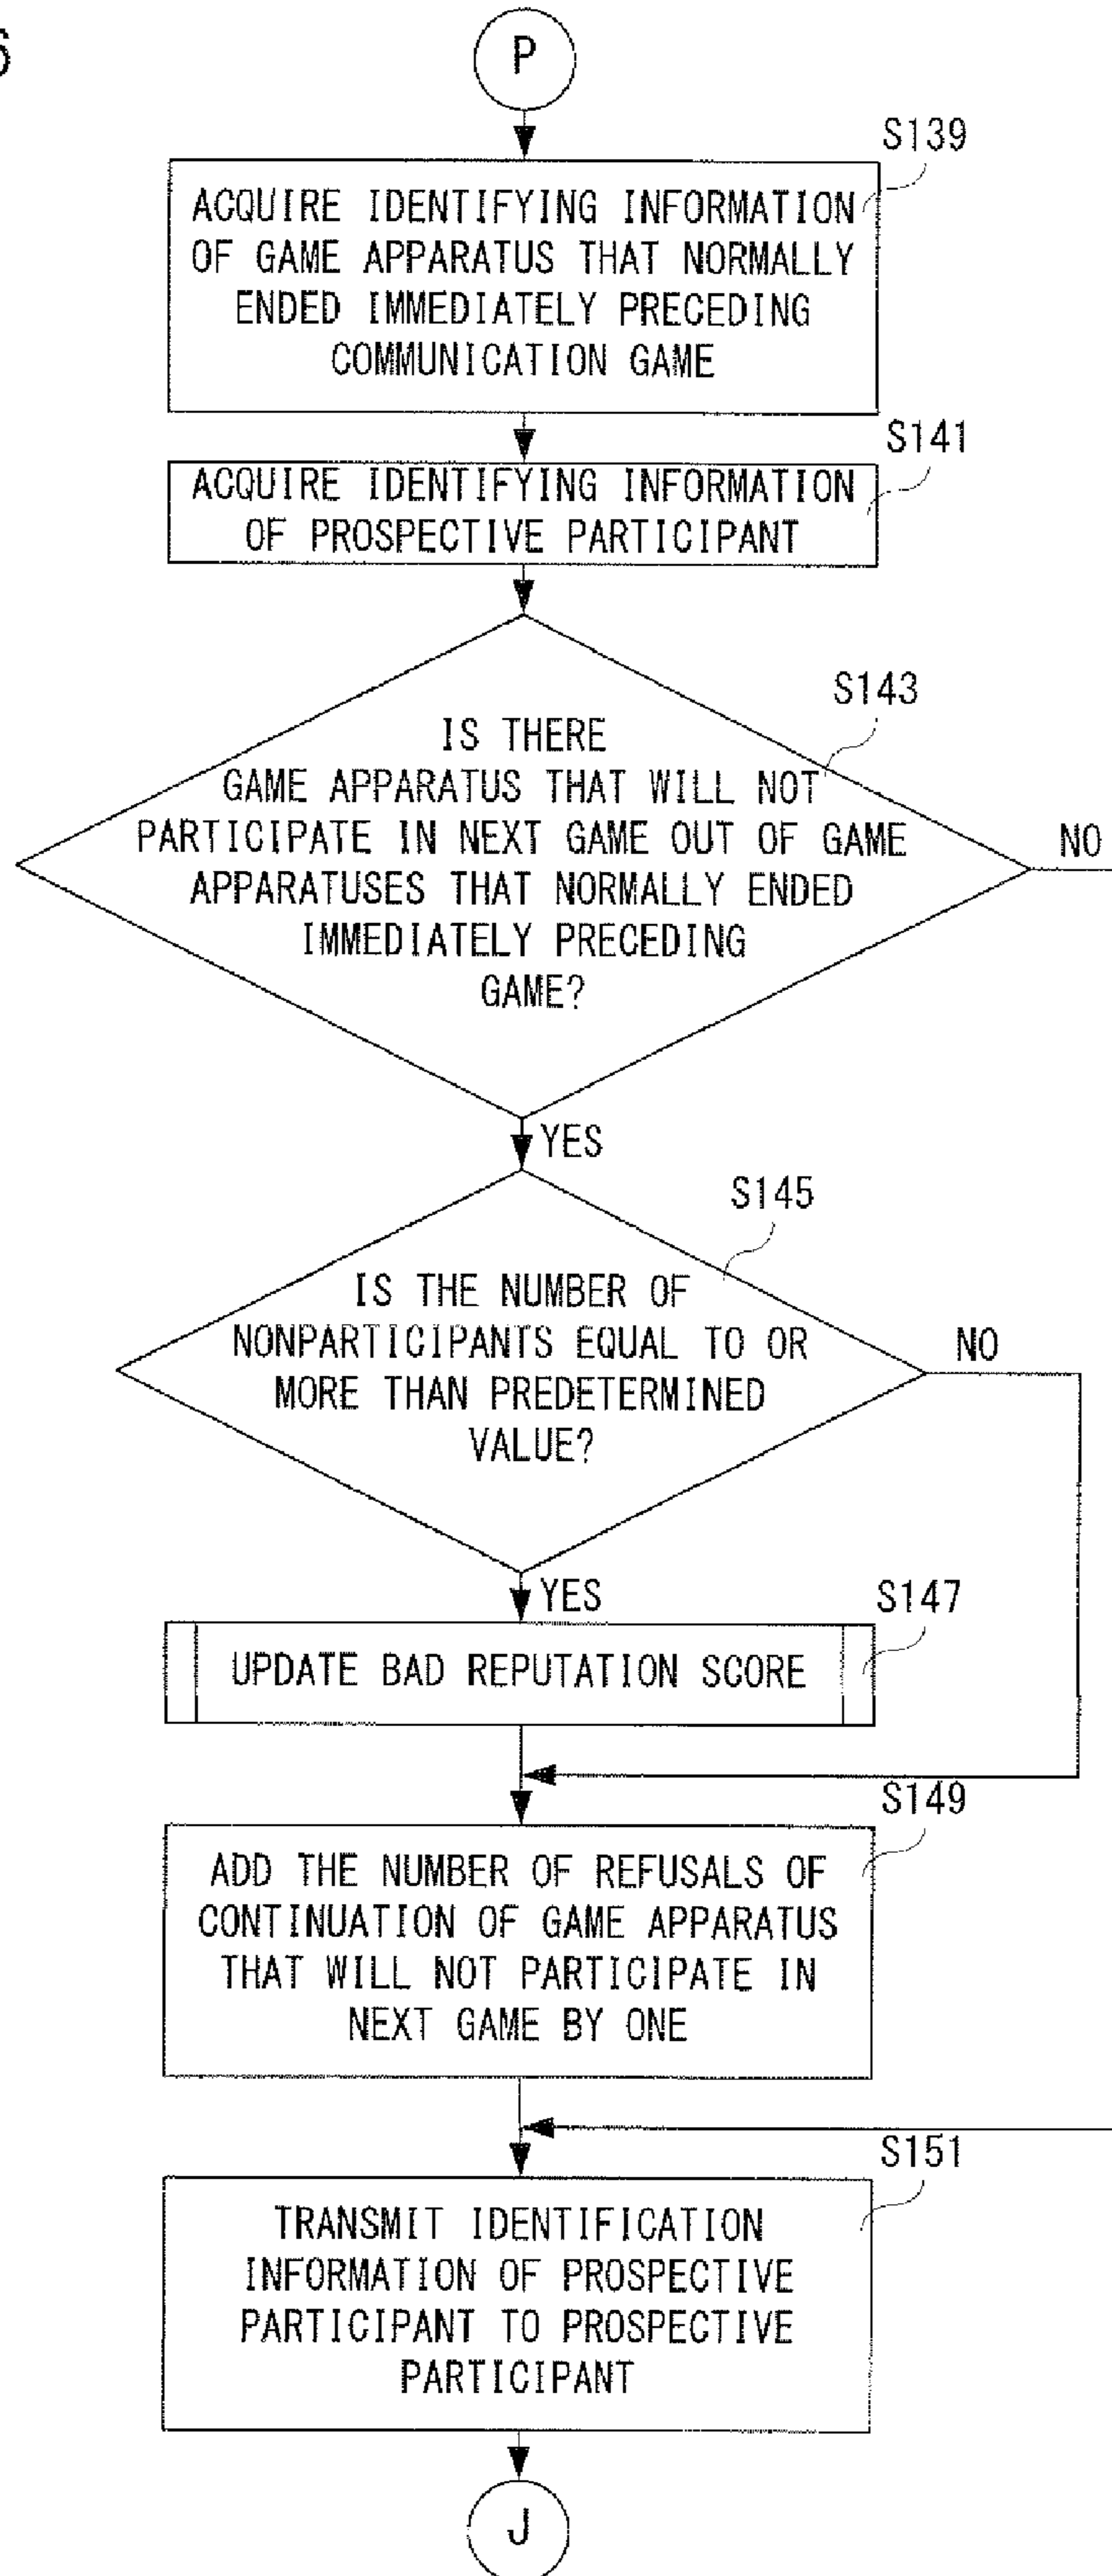 6
P
S139
ACQUIRE IDENTIFYING INFORMATION
OF GAME APPARATUS THAT NORMALLY
ENDED IMMEDIATELY PRECEDING
COMMUNICATION GAME
S141
ACQUIRE IDENTIFYING INFORMATION
OF PROSPECTIVE PARTICIPANT
S143
IS THERE
GAME APPARATUS THAT WILL NOT
PARTICIPATE IN NEXT GAME OUT OF GAME
APPARATUSES THAT NORMALLY ENDED
IMMEDIATELY PRECEDING
GAME?
NO
YES
S145
IS THE NUMBER OF
NONPARTICIPANTS EQUAL TO OR
MORE THAN PREDETERMINED
VALUE?
NO
YES
S147
UPDATE BAD REPUTATION SCORE
S149
ADD THE NUMBER OF REFUSALS OF
CONTINUATION OF GAME APPARATUS
THAT WILL NOT PARTICIPATE IN
NEXT GAME BY ONE
S151
TRANSMIT IDENTIFICATION
INFORMATION OF PROSPECTIVE
PARTICIPANT TO PROSPECTIVE
PARTICIPANT
J